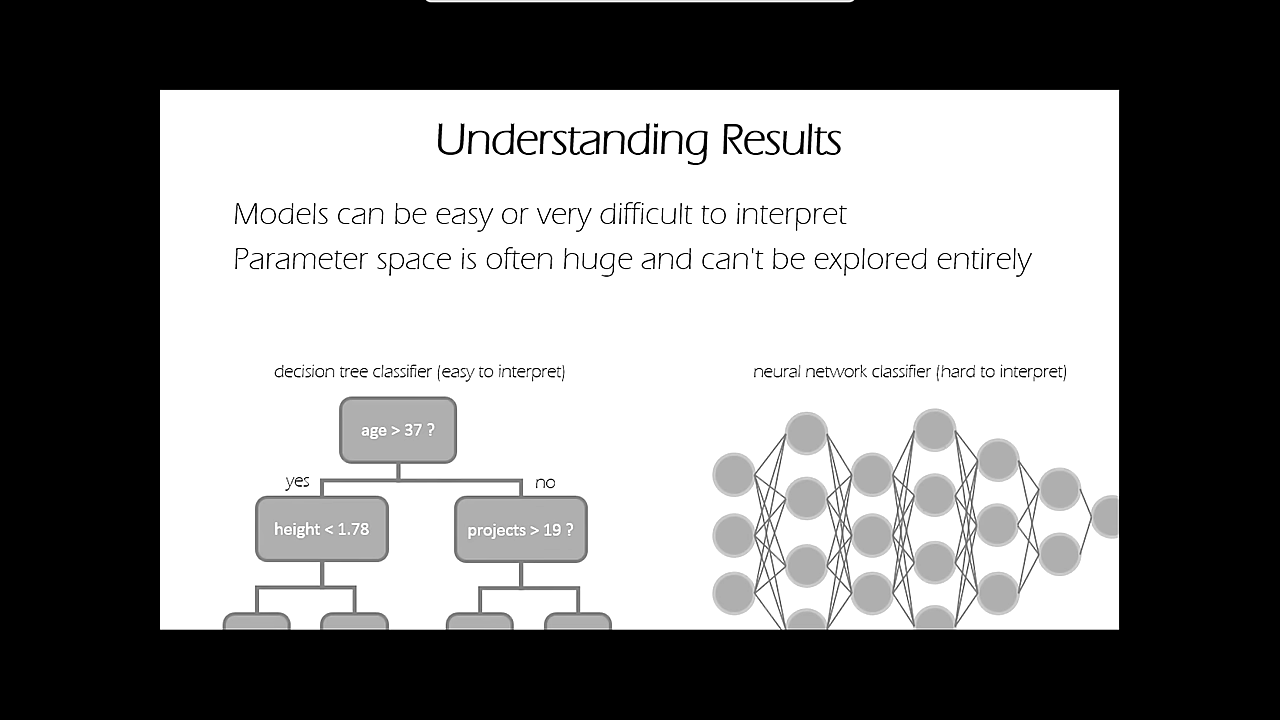 Understanding Results
Models can be easy or very difficult to interpret
Parameter space is often huge and can't be explored entirely
decision tree classifier (easy to interpret)
neural network classifier (hard to interpret)
age > 37 ?
yes
no
height < 1.78
projects > 19 ?